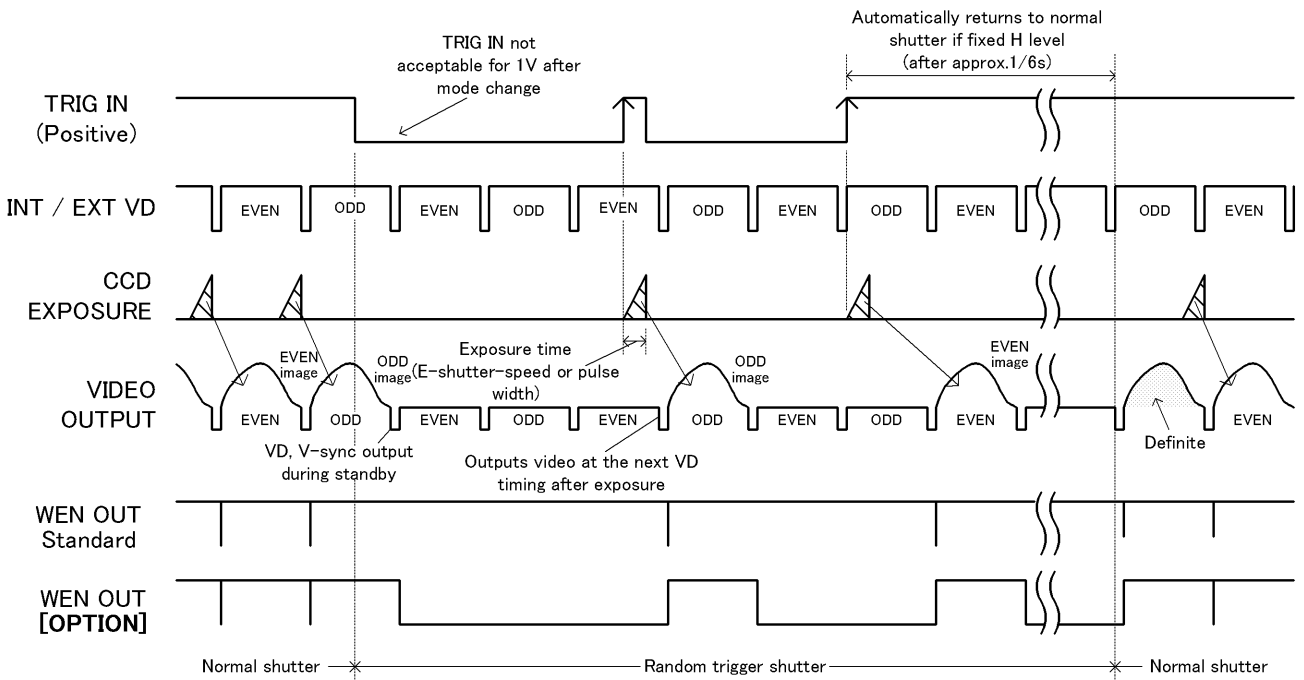 Automatically returns to normal
shutter if fixed H level
(after approx.1/6s)
TRIG IN not
acceptable for 1V after
mode change
TRIG IN
(Positive)
INT / EXT VD
EVEN ODD EVEN ODD EVEN ODD EVEN ODD EVEN ODD EVEN
CCD
EXPOSURE
Exposure time
(E-shutter-speed or pulse
width)
EVEN
image
ODD
image
ODD
image
EVEN
image
VIDEO
OUTPUT
EVEN ODD EVEN ODD EVEN ODD EVEN ODD EVEN EVEN
Definite
VD, V-sync output
during standby
Outputs video at the next VD
timing after exposure
WEN OUT
Standard
WEN OUT
[OPTION]
Normal shutter Random trigger shutter Normal shutter